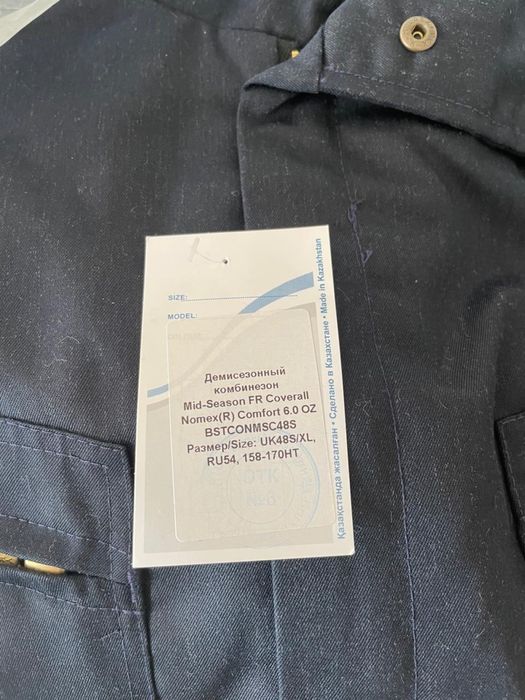 SIZE:
MODEL:
Демисезонный
комбинезон
Mid-Season FR Coverall
Nomex(R) Comfort 6.0 OZ
BSTCONMSC48S
Размер/Size: UK48S/XL,
RU54, 158-170HT
ОТК
Қазақстанда жасалған • Сделано в Казахстане • Made in Kazakhstan